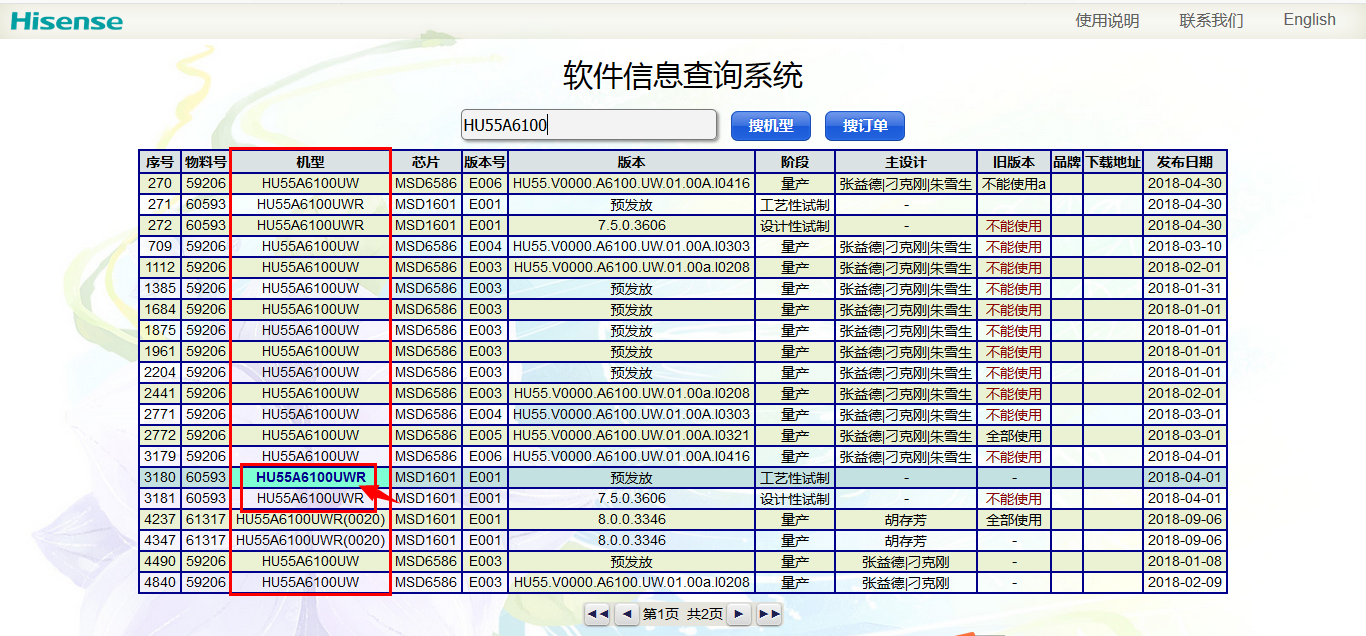 Hisense
使用说明 联系我们 English
软件信息查询系统
HU55A6100 搜机型 搜订单
序号 物料号 机型 芯片 版本号 版本 阶段 主设计 旧版本 品牌 下载地址 发布日期
270 59206 HU55A6100UW MSD6586 E006 HU55.V0000.A6100.UW.01.00A.I0416 量产 张益德|刁克刚|朱雪生 不能使用a 2018-04-30
271 60593 HU55A6100UWR MSD1601 E001 预发放 工艺性试制 - 2018-04-30
272 60593 HU55A6100UWR MSD1601 E001 7.5.0.3606 设计性试制 - 不能使用 2018-04-30
709 59206 HU55A6100UW MSD6586 E004 HU55.V0000.A6100.UW.01.00A.I0303 量产 张益德|刁克刚|朱雪生 不能使用 2018-03-10
1112 59206 HU55A6100UW MSD6586 E003 HU55.V0000.A6100.UW.01.00a.I0208 量产 张益德|刁克刚|朱雪生 不能使用 2018-02-01
1385 59206 HU55A6100UW MSD6586 E003 预发放 量产 张益德|刁克刚|朱雪生 不能使用 2018-01-31
1684 59206 HU55A6100UW MSD6586 E003 预发放 量产 张益德|刁克刚|朱雪生 不能使用 2018-01-01
1875 59206 HU55A6100UW MSD6586 E003 预发放 量产 张益德|刁克刚|朱雪生 不能使用 2018-01-01
1961 59206 HU55A6100UW MSD6586 E003 预发放 量产 张益德|刁克刚|朱雪生 不能使用 2018-01-01
2204 59206 HU55A6100UW MSD6586 E003 预发放 量产 张益德|刁克刚|朱雪生 不能使用 2018-01-01
2441 59206 HU55A6100UW MSD6586 E003 HU55.V0000.A6100.UW.01.00a.I0208 量产 张益德|刁克刚|朱雪生 不能使用 2018-02-01
2771 59206 HU55A6100UW MSD6586 E004 HU55.V0000.A6100.UW.01.00A.I0303 量产 张益德|刁克刚|朱雪生 不能使用 2018-03-01
2772 59206 HU55A6100UW MSD6586 E005 HU55.V0000.A6100.UW.01.00A.I0321 量产 张益德|刁克刚|朱雪生 全部使用 2018-03-01
3179 59206 HU55A6100UW MSD6586 E006 HU55.V0000.A6100.UW.01.00A.I0416 量产 张益德|刁克刚|朱雪生 不能使用 2018-04-01
3180 60593 HU55A6100UWR MSD1601 E001 预发放 工艺性试制 - - 2018-04-01
3181 60593 HU55A6100UWR MSD1601 E001 7.5.0.3606 设计性试制 - 不能使用 2018-04-01
4237 61317 HU55A6100UWR(0020) MSD1601 E001 8.0.0.3346 量产 胡存芳 全部使用 2018-09-06
4347 61317 HU55A6100UWR(0020) MSD1601 E001 8.0.0.3346 量产 胡存芳 - 2018-09-06
4490 59206 HU55A6100UW MSD6586 E003 预发放 量产 张益德|刁克刚 - 2018-01-08
4840 59206 HU55A6100UW MSD6586 E003 HU55.V0000.A6100.UW.01.00a.I0208 量产 张益德|刁克刚 - 2018-02-09
第1页 共2页